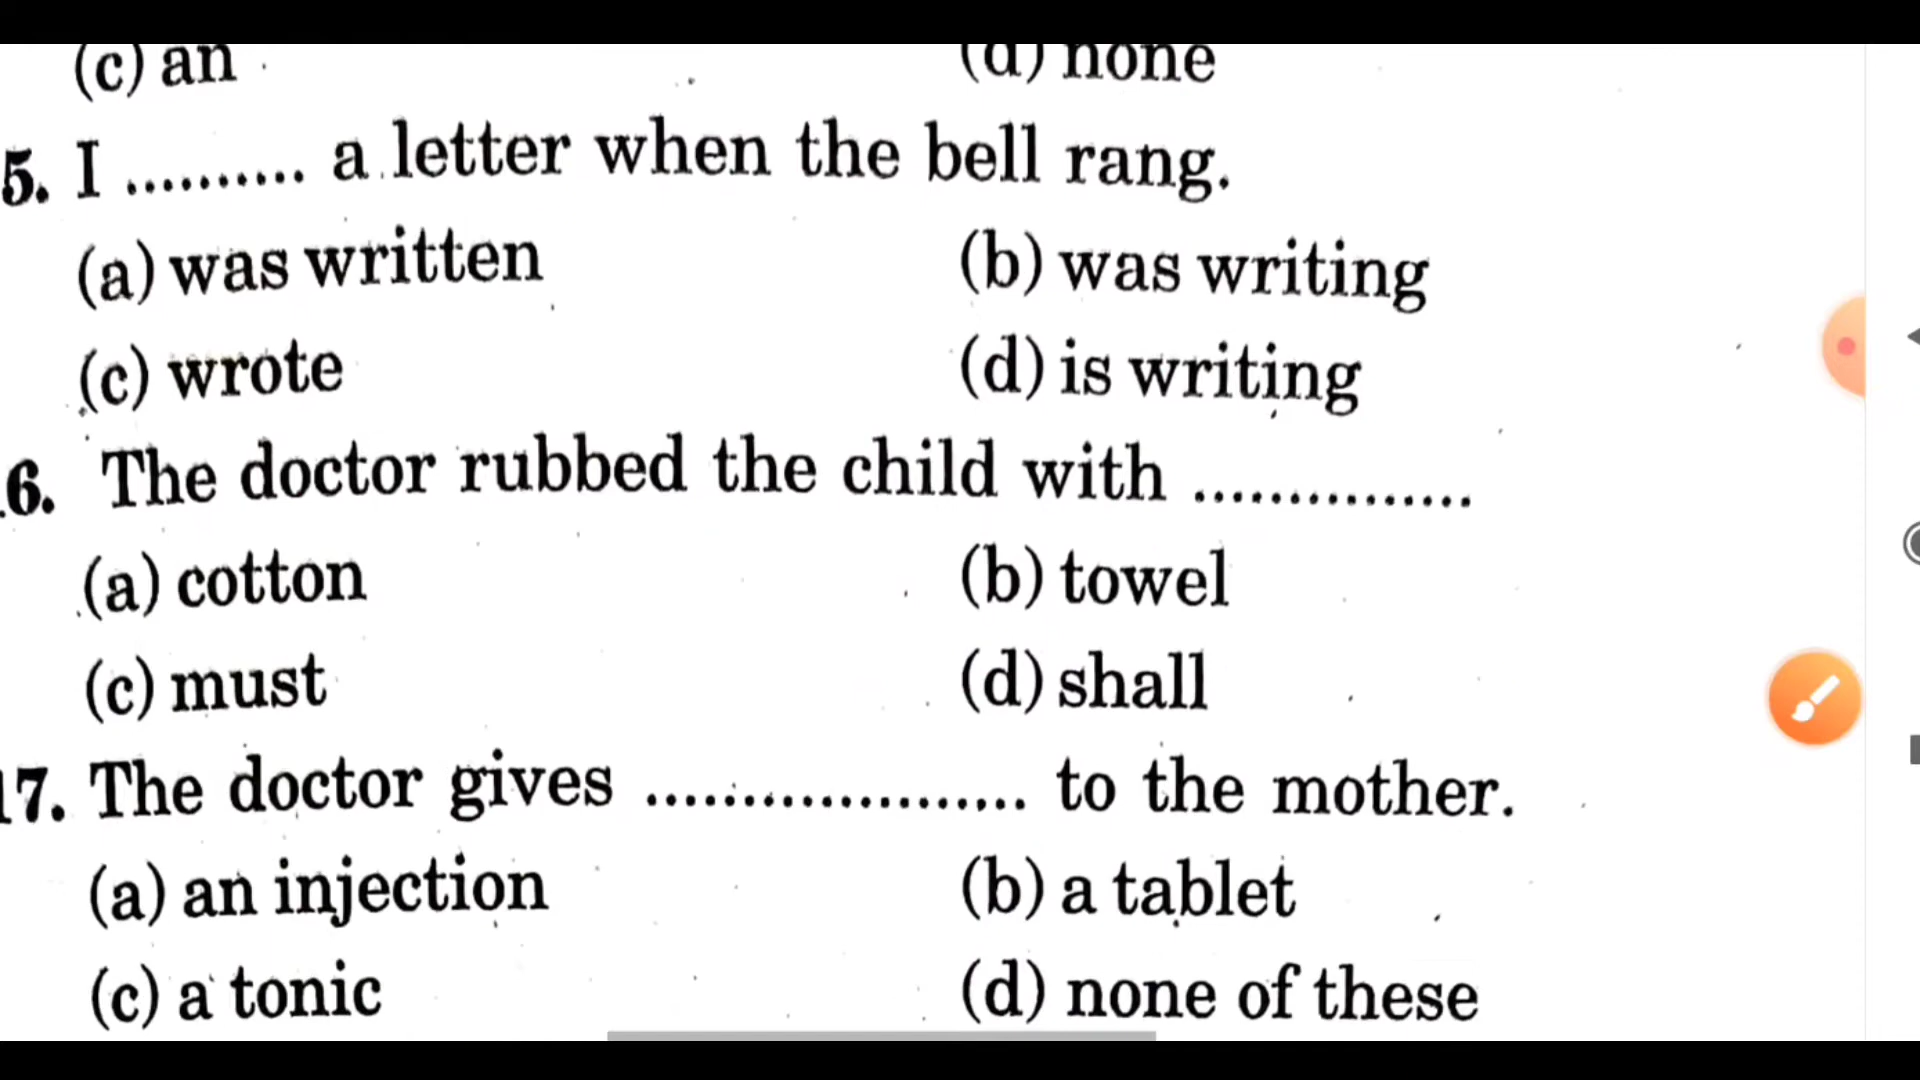 (c) an (d) none
5. I .......... a letter when the bell rang.
(a) was written (b) was writing
(c) wrote (d) is writing
6. The doctor rubbed the child with ...............
(a) cotton (b) towel
(c) must (d) shall
17. The doctor gives .................... to the mother.
(a) an injection (b) a tablet
(c) a tonic (d) none of these